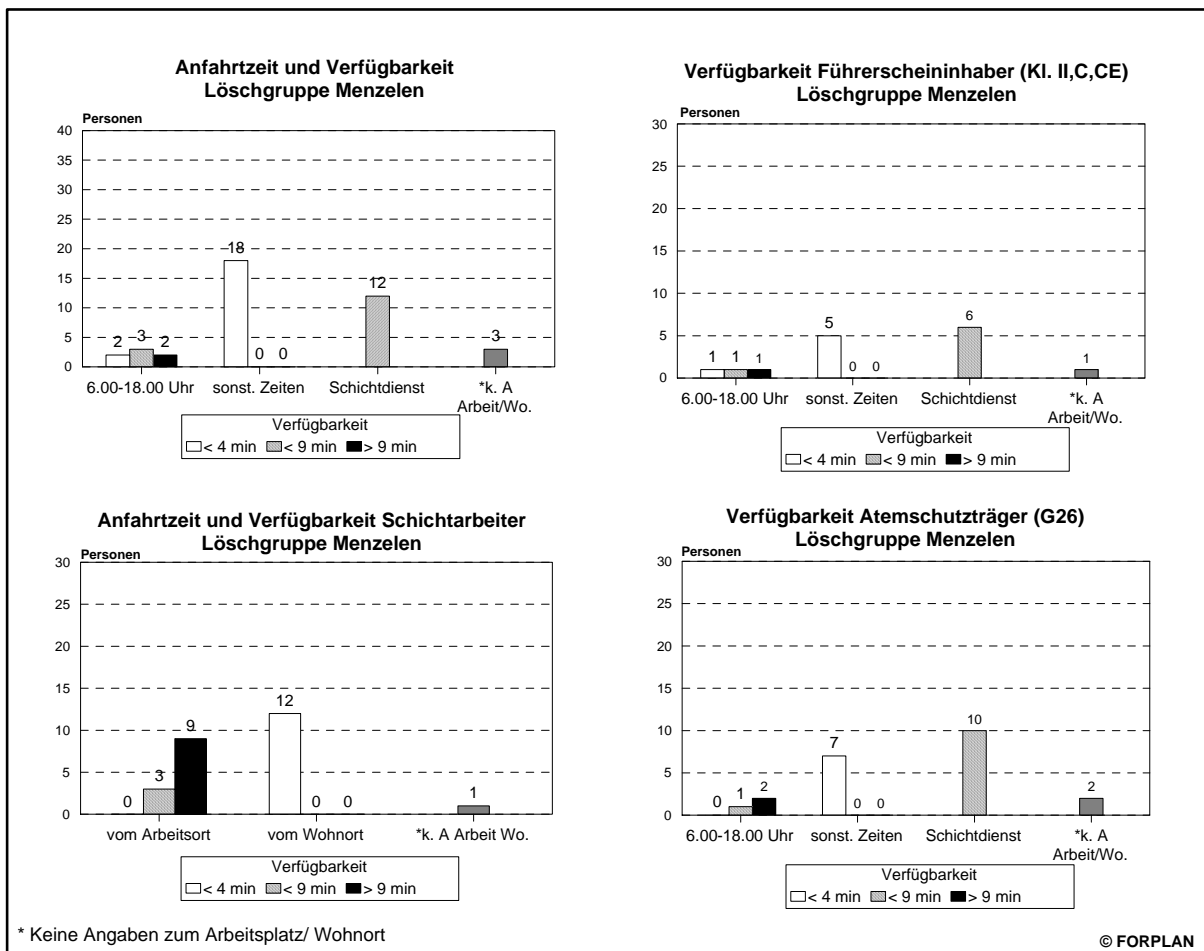 Anfahrtzeit und Verfügbarkeit
Löschgruppe Menzelen
Personen
40
35
30
25
20
15
10
5
0
2
3
2
18
0
0
12
3
6.00-18.00 Uhr
sonst. Zeiten
Schichtdienst
*k. A
Arbeit/Wo.
Verfügbarkeit
< 4 min
< 9 min
> 9 min
Verfügbarkeit Führerscheininhaber (Kl. II,C,CE)
Löschgruppe Menzelen
Personen
30
25
20
15
10
5
0
1
1
1
5
0
0
6
1
6.00-18.00 Uhr
sonst. Zeiten
Schichtdienst
*k. A
Arbeit/Wo.
Verfügbarkeit
< 4 min
< 9 min
> 9 min
Anfahrtzeit und Verfügbarkeit Schichtarbeiter
Löschgruppe Menzelen
Personen
30
25
20
15
10
5
0
0
3
9
12
0
0
1
vom Arbeitsort
vom Wohnort
*k. A Arbeit Wo.
Verfügbarkeit
< 4 min
< 9 min
> 9 min
Verfügbarkeit Atemschutzträger (G26)
Löschgruppe Menzelen
Personen
30
25
20
15
10
5
0
0
1
2
7
0
0
10
2
6.00-18.00 Uhr
sonst. Zeiten
Schichtdienst
*k. A
Arbeit/Wo.
Verfügbarkeit
< 4 min
< 9 min
> 9 min
* Keine Angaben zum Arbeitsplatz/ Wohnort
© FORPLAN